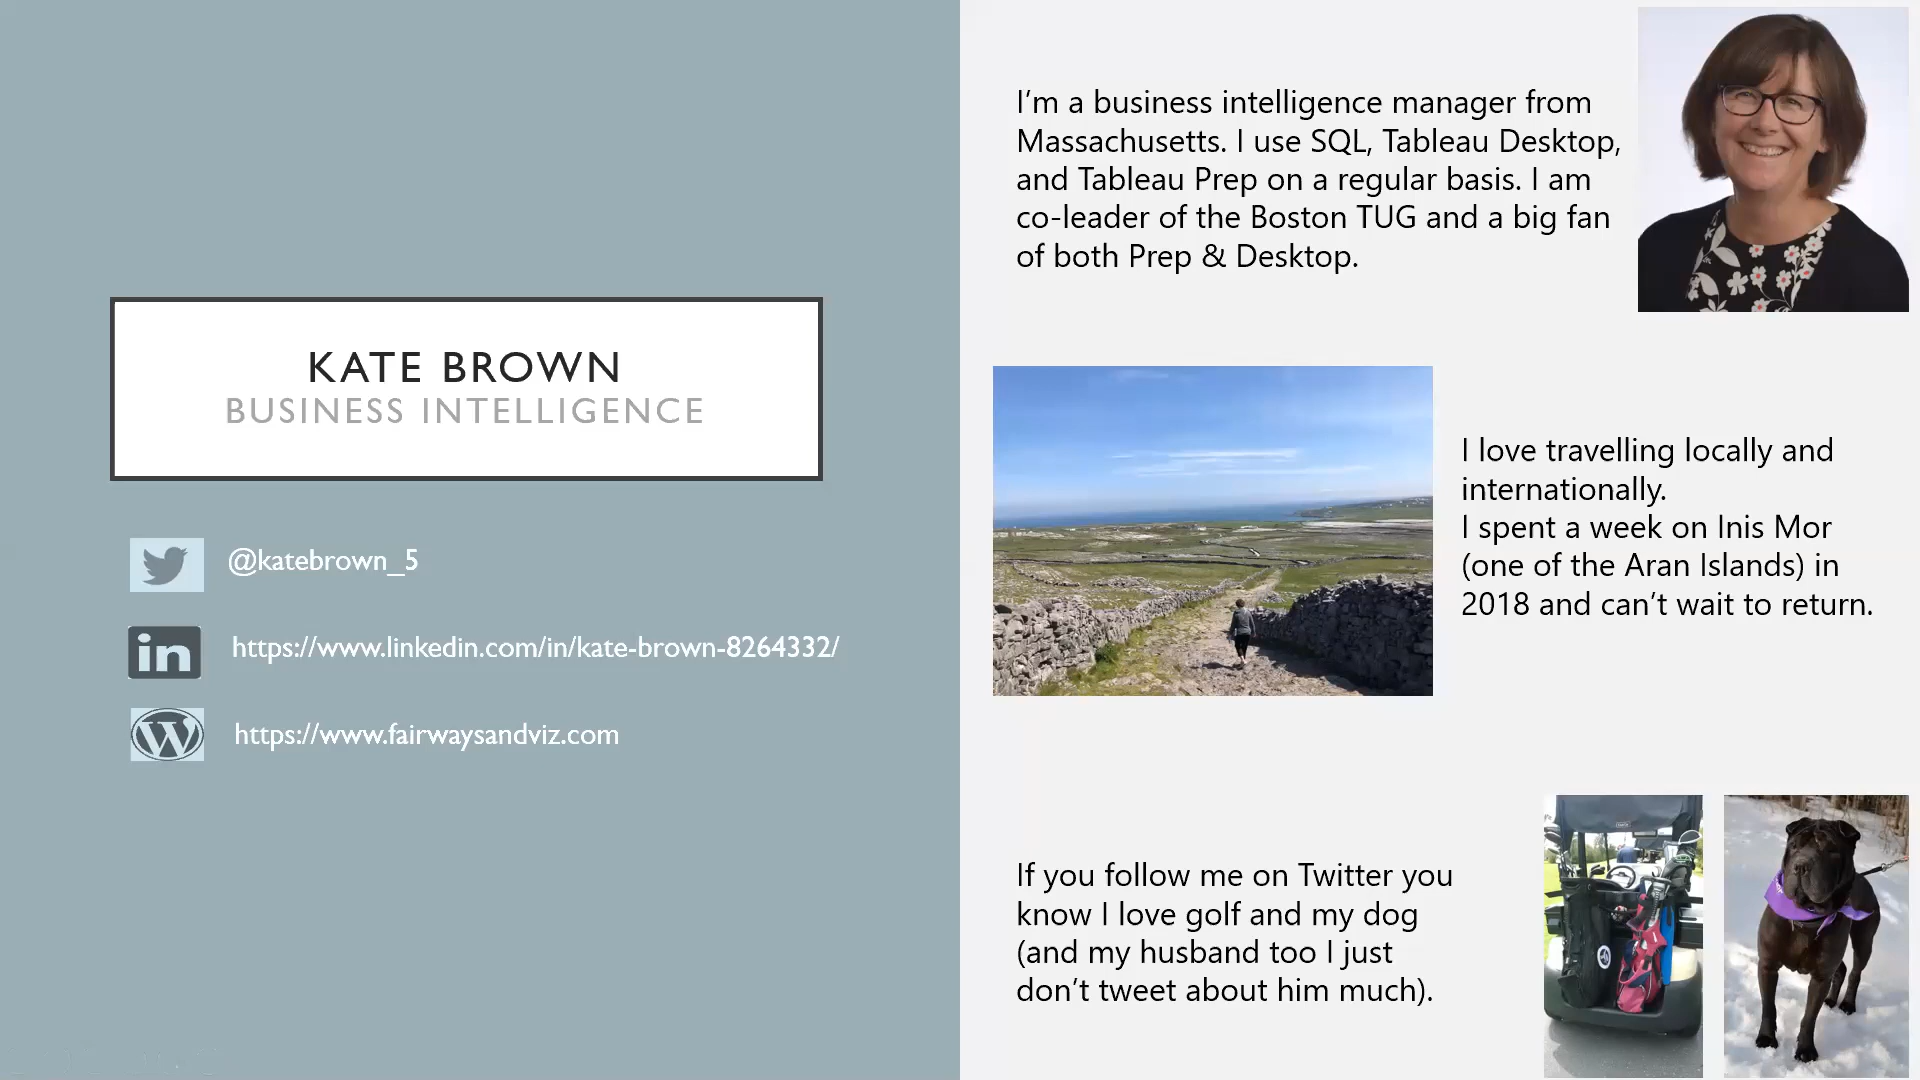 KATE BROWN
BUSINESS INTELLIGENCE
@katebrown_5
in https://www.linkedin.com/in/kate-brown-8264332/
W https://www.fairwaysandviz.com
I’m a business intelligence manager from
Massachusetts. I use SQL, Tableau Desktop,
and Tableau Prep on a regular basis. I am
co-leader of the Boston TUG and a big fan
of both Prep & Desktop.
I love travelling locally and
internationally.
I spent a week on Inis Mor
(one of the Aran Islands) in
2018 and can’t wait to return.
If you follow me on Twitter you
know I love golf and my dog
(and my husband too I just
don’t tweet about him much).